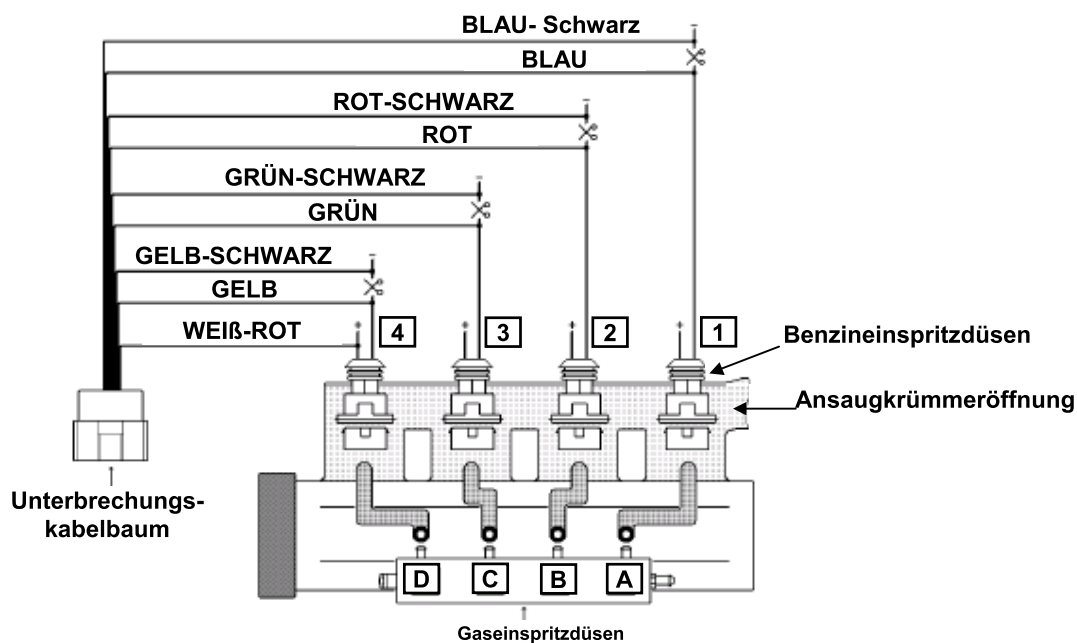 BLAU- Schwarz
BLAU
ROT-SCHWARZ
ROT
GRÜN-SCHWARZ
GRÜN
GELB-SCHWARZ
GELB
WEIß-ROT
4
3
2
1
Benzineinspritzdüsen
Ansaugkrümmeröffnung
Unterbrechungs-
kabelbaum
D
C
B
A
Gaseinspritzdüsen